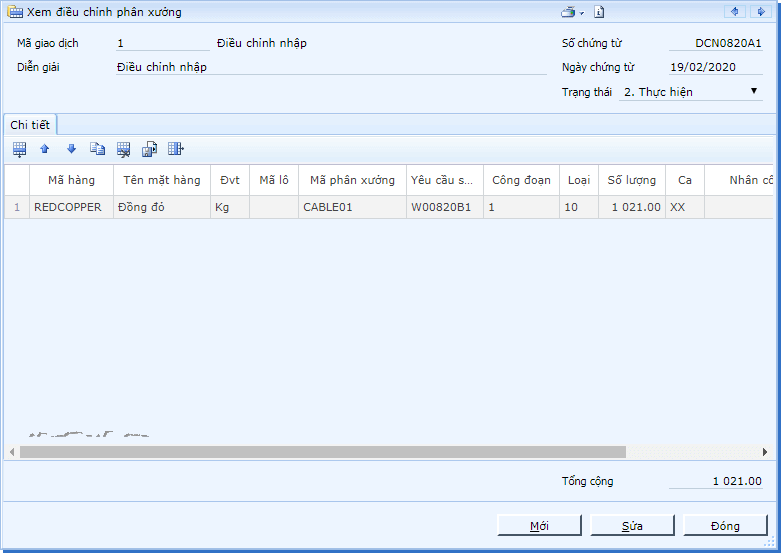 Xem điều chỉnh phân xưởng
Mã giao dịch 1 Điều chỉnh nhập Số chứng từ DCN0820A1
Diễn giải Điều chỉnh nhập Ngày chứng từ 19/02/2020
Trạng thái 2. Thực hiện
Chi tiết
Mã hàng Tên mặt hàng Đvt Mã lô Mã phân xưởng Yêu cầu s... Công đoạn Loại Số lượng Ca Nhân cô
1 REDCOPPER Đồng đỏ Kg CABLE01 W00820B1 1 10 1 021.00 XX
Tổng cộng 1 021.00
Mới Sửa Đóng